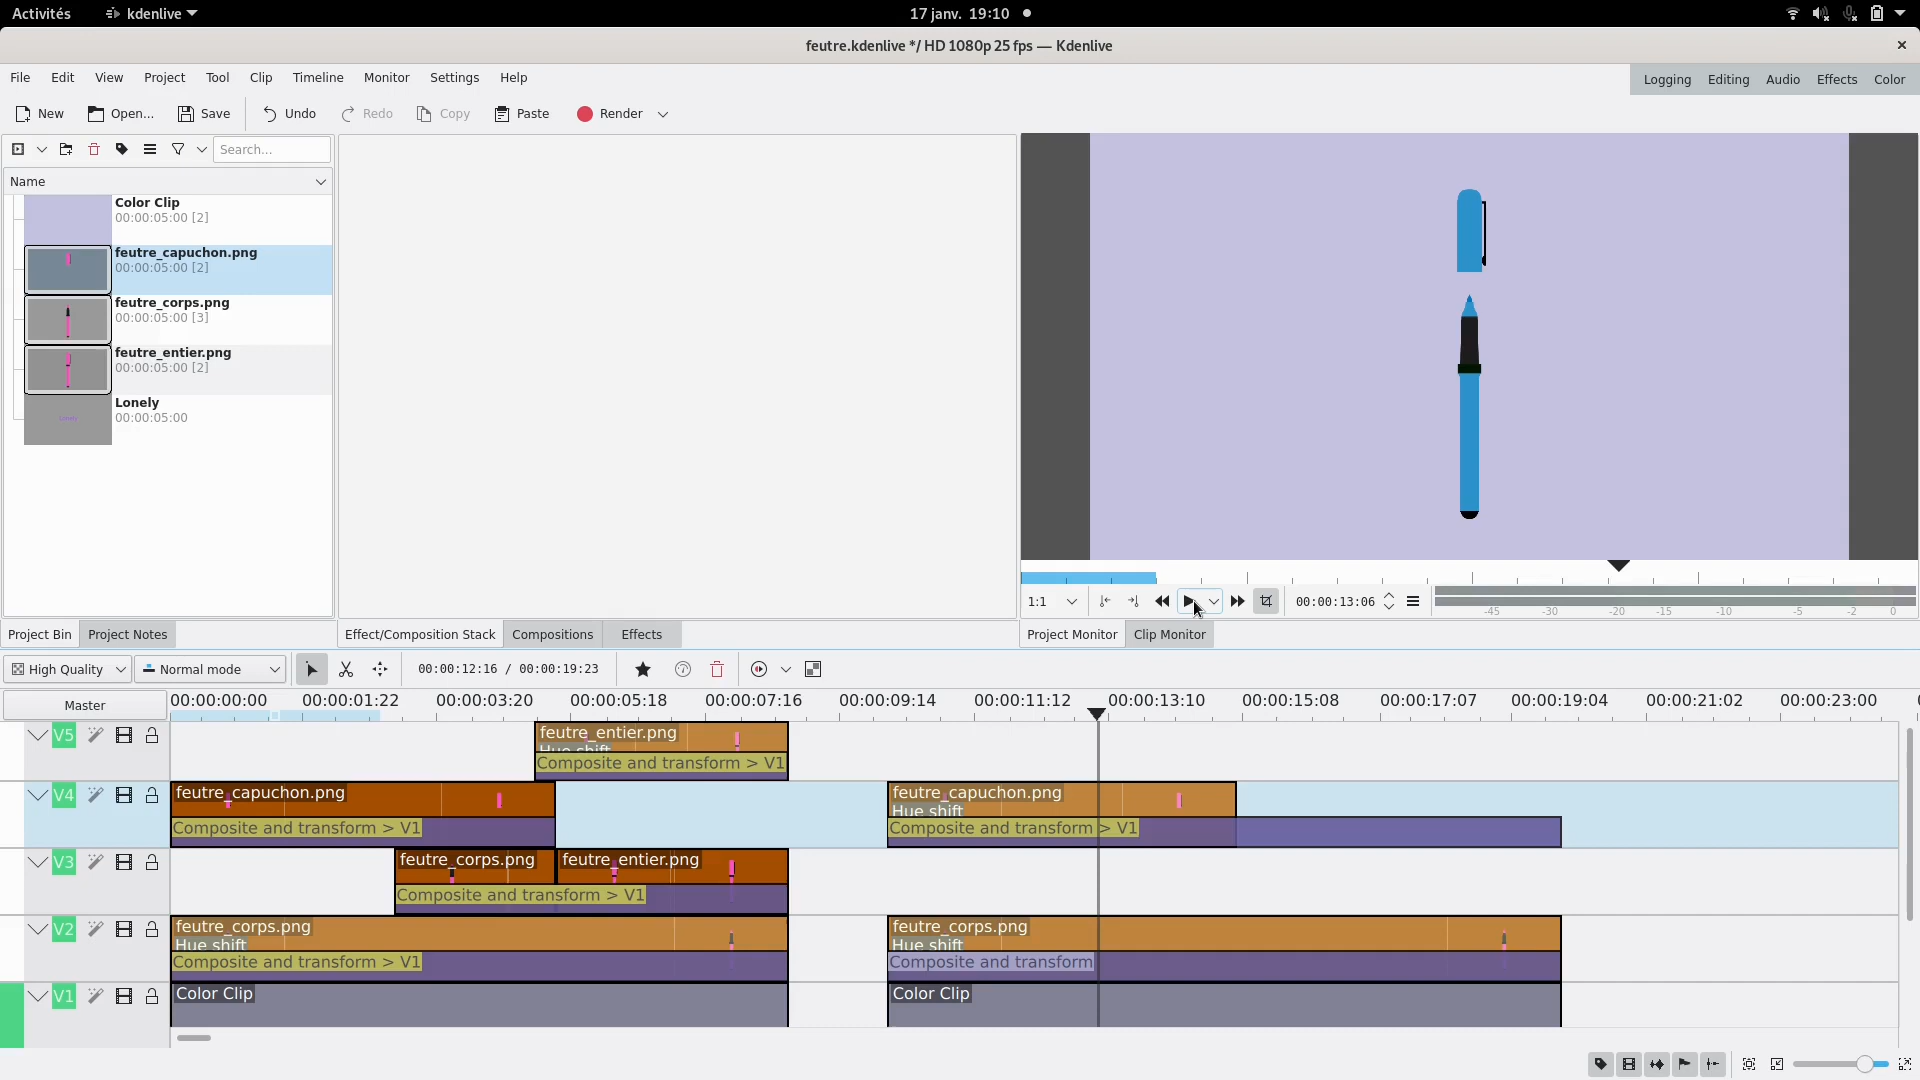 Activités kdenlive 17 janv. 19:10
feutre.kdenlive */ HD 1080p 25 fps — Kdenlive
File Edit View Project Tool Clip Timeline Monitor Settings Help Logging Editing Audio Effects Color
New Open... Save Undo Redo Copy Paste Render
Search...
Name
Color Clip
00:00:05:00 [2]
feutre_capuchon.png
00:00:05:00 [2]
feutre_corps.png
00:00:05:00 [3]
feutre_entier.png
00:00:05:00 [2]
Lonely
00:00:05:00
1:1 00:00:13:06
-45 -30 -20 -15 -10 -5 -2 0
Project Bin Project Notes Effect/Composition Stack Compositions Effects Project Monitor Clip Monitor
High Quality Normal mode 00:00:12:16 / 00:00:19:23
Master 00:00:00:00 00:00:01:22 00:00:03:20 00:00:05:18 00:00:07:16 00:00:09:14 00:00:11:12 00:00:13:10 00:00:15:08 00:00:17:07 00:00:19:04 00:00:21:02 00:00:23:00
V5 feutre_entier.png
Hue shift
Composite and transform > V1
V4 feutre_capuchon.png feutre_capuchon.png
Hue shift
Composite and transform > V1 Composite and transform > V1
V3 feutre_corps.png feutre_entier.png
Composite and transform > V1
V2 feutre_corps.png feutre_corps.png
Hue shift Hue shift
Composite and transform > V1 Composite and transform
V1 Color Clip Color Clip